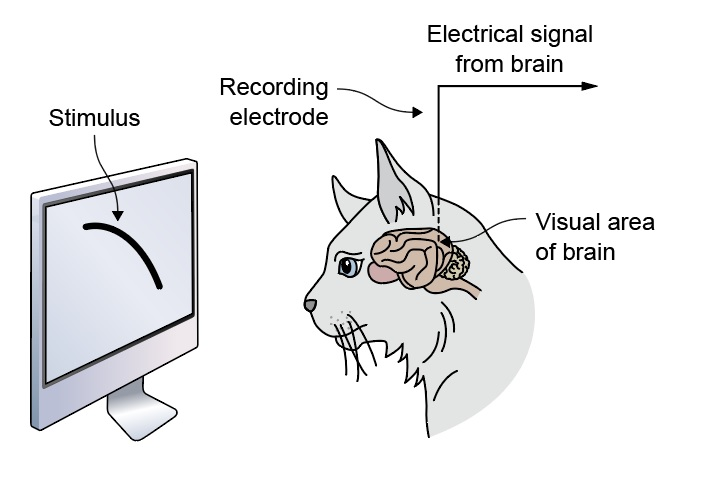 Electrical signal
from brain
Recording
electrode
Stimulus
Visual area
of brain